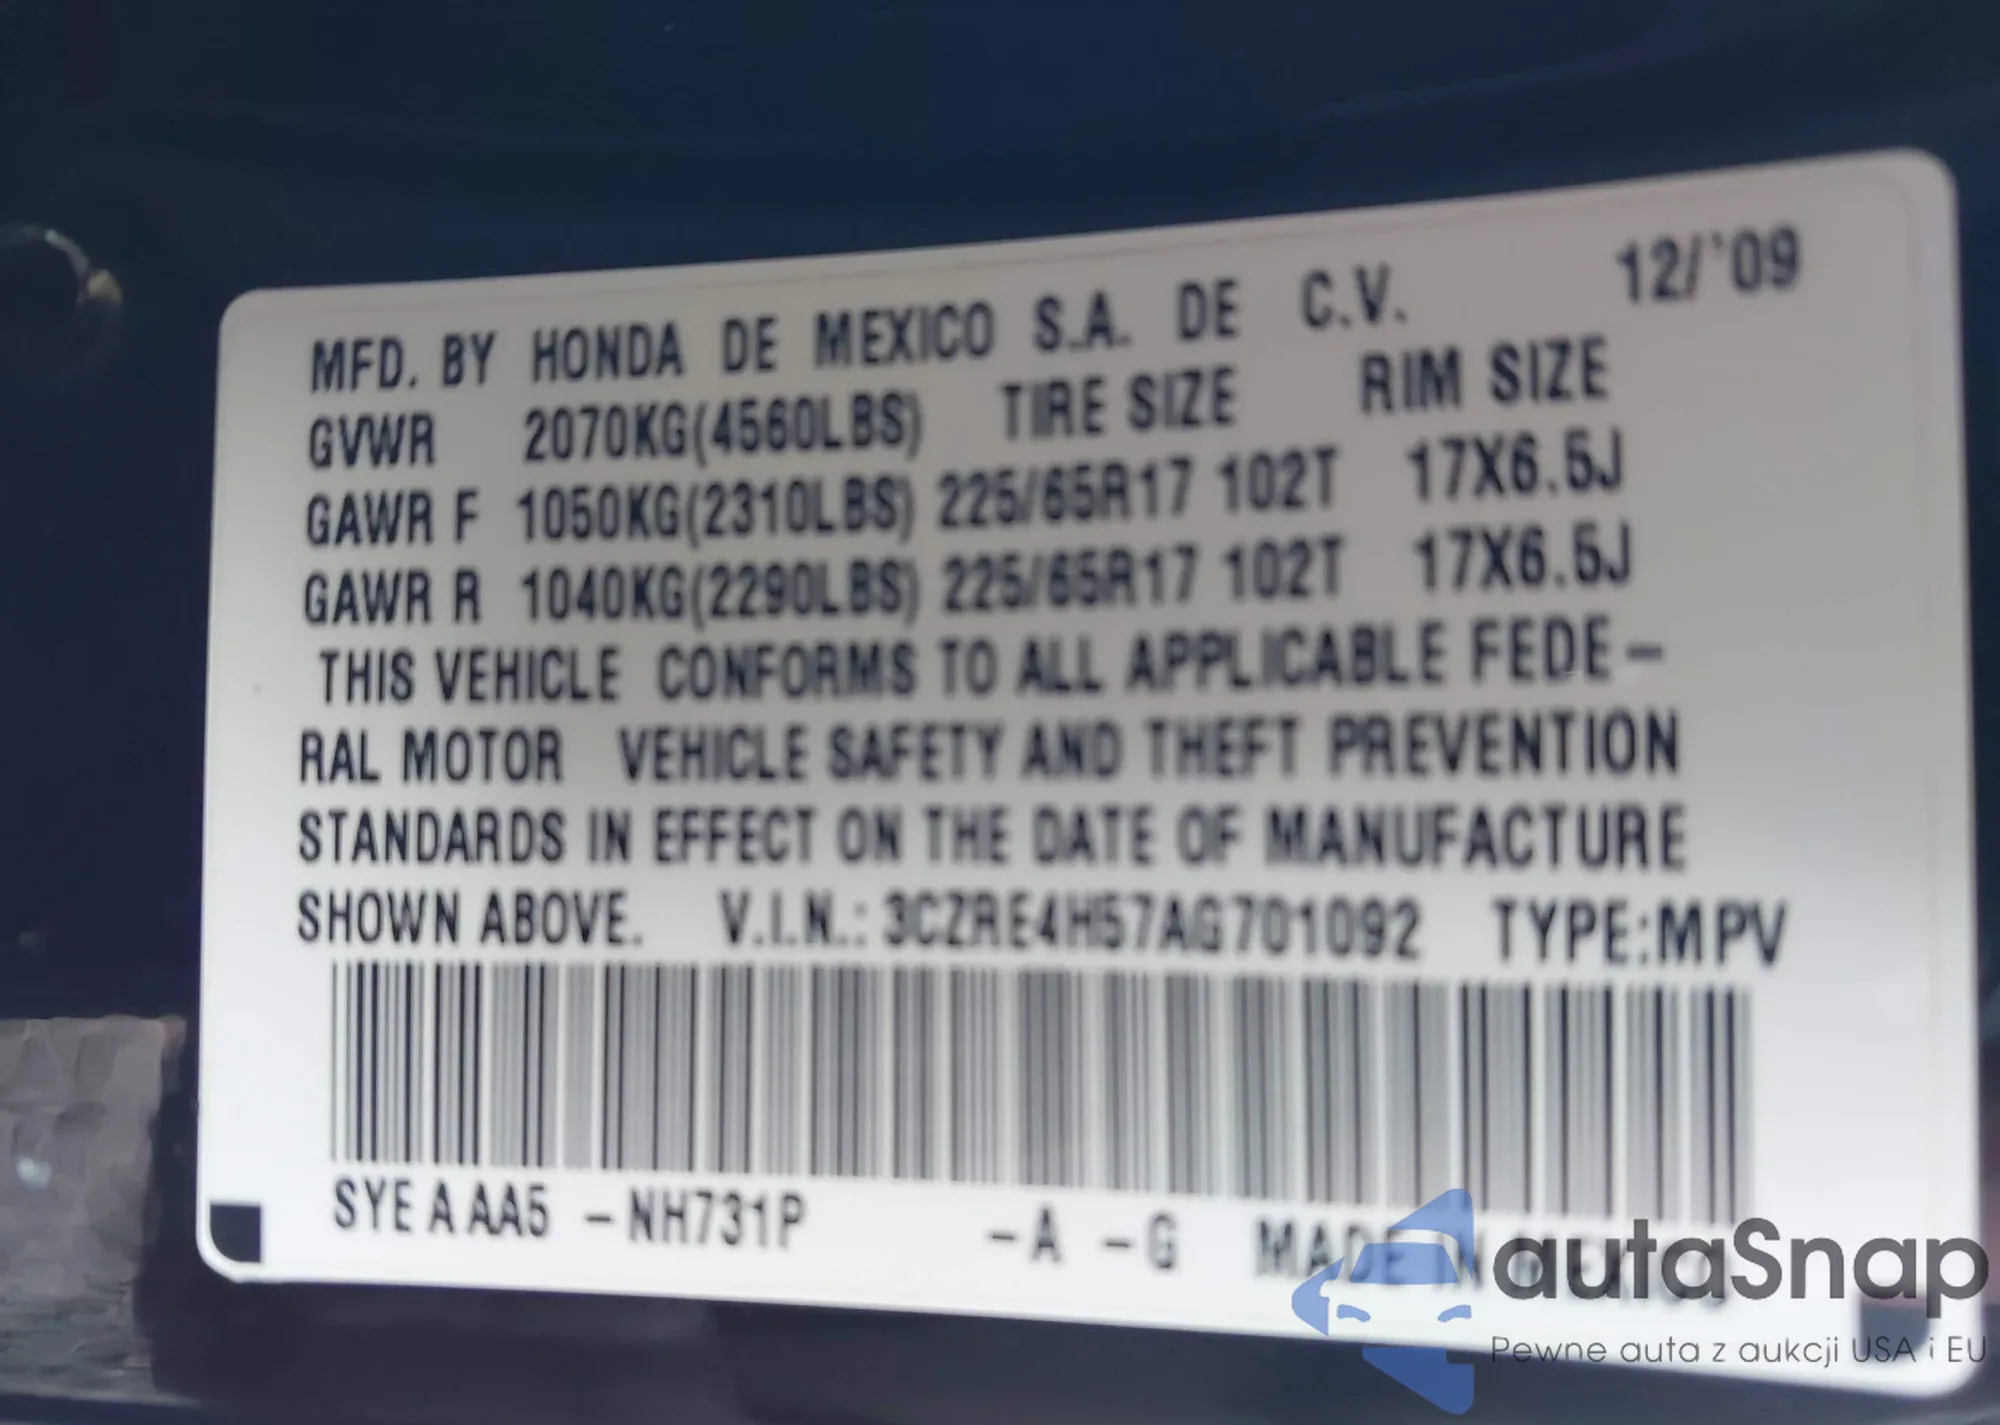 12/'09
MFD. BY HONDA DE MEXICO S.A. DE C.V.
GVWR 2070KG(4560LBS) TIRE SIZE RIM SIZE
GAWR F 1050KG(2310LBS) 225/65R17 102T 17X6.5J
GAWR R 1040KG(2290LBS) 225/65R17 102T 17X6.5J
THIS VEHICLE CONFORMS TO ALL APPLICABLE FEDE-
RAL MOTOR VEHICLE SAFETY AND THEFT PREVENTION
STANDARDS IN EFFECT ON THE DATE OF MANUFACTURE
SHOWN ABOVE. V.I.N.: 3CZRE4H57AG701092 TYPE:MPV
SYE A AA5 -NH731P -A -G MADE IN MEXICO
autaSnap
Pewne auta z aukcji USA i EU